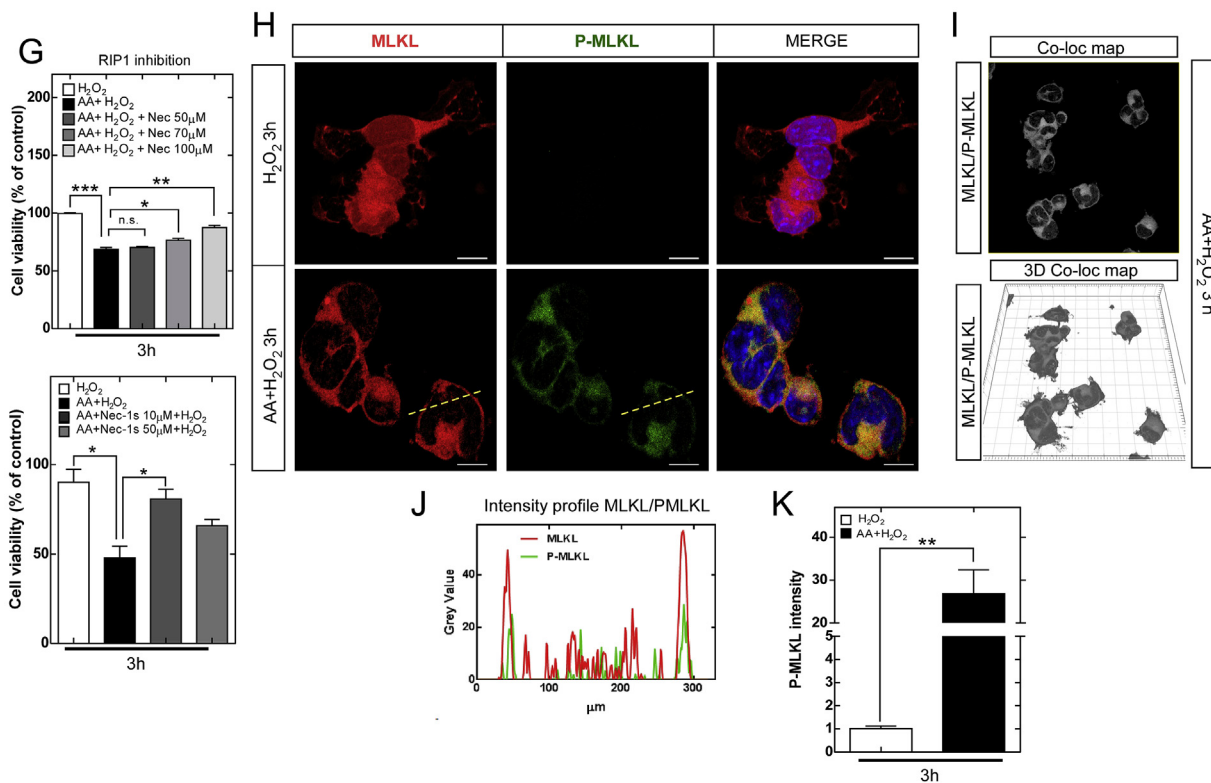 G
RIP1 inhibition
H₂O₂
AA+ H₂O₂
AA+ H₂O₂ + Nec 50μM
AA+ H₂O₂ + Nec 70μM
AA+ H₂O₂ + Nec 100μM
Cell viability (% of control)
200
150
100
50
0
***
n.s.
*
**
3h
H₂O₂
AA+H₂O₂
AA+Nec-1s 10μM+H₂O₂
AA+Nec-1s 50μM+H₂O₂
Cell viability (% of control)
100
50
0
*
*
3h
H
MLKL
P-MLKL
MERGE
H₂O₂ 3h
AA+H₂O₂ 3h
I
Co-loc map
MLKL/P-MLKL
3D Co-loc map
MLKL/P-MLKL
AA+H₂O₂ 3 h
J
Intensity profile MLKL/PMLKL
MLKL
P-MLKL
Grey Value
40
20
0
0
100
200
300
μm
K
H₂O₂
AA+H₂O₂
**
P-MLKL intensity
40
30
20
5
4
3
2
1
0
3h